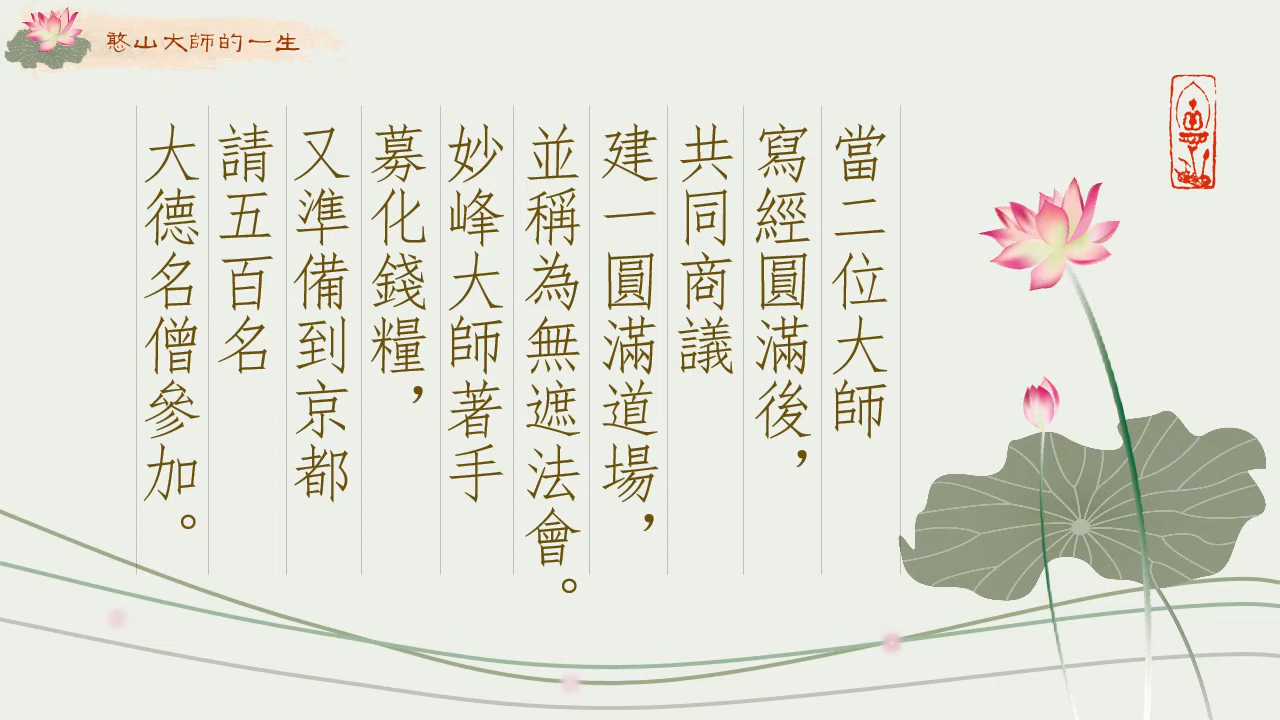 憨山大師的一生
當二位大師
寫經圓滿後，
共同商議
建一圓滿道場，
並稱為無遮法會。
妙峰大師著手
募化錢糧，
又準備到京都
請五百名
大德名僧參加。